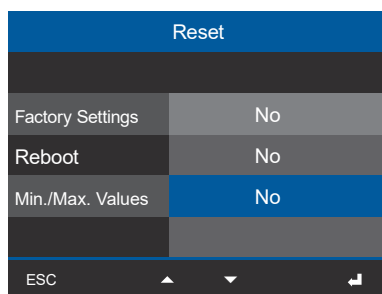 Reset
Factory Settings No
Reboot No
Min./Max. Values No
ESC